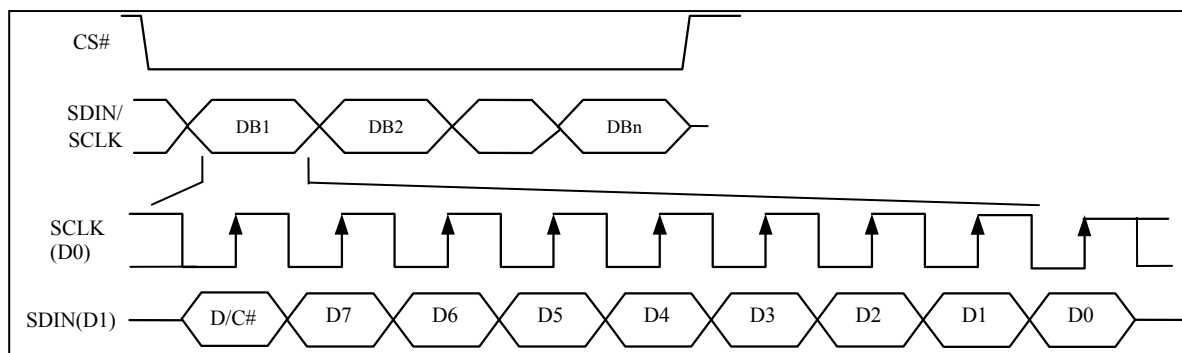 CS#
SDIN/
SCLK
DB1 DB2 DBn
SCLK
(D0)
SDIN(D1) D/C# D7 D6 D5 D4 D3 D2 D1 D0